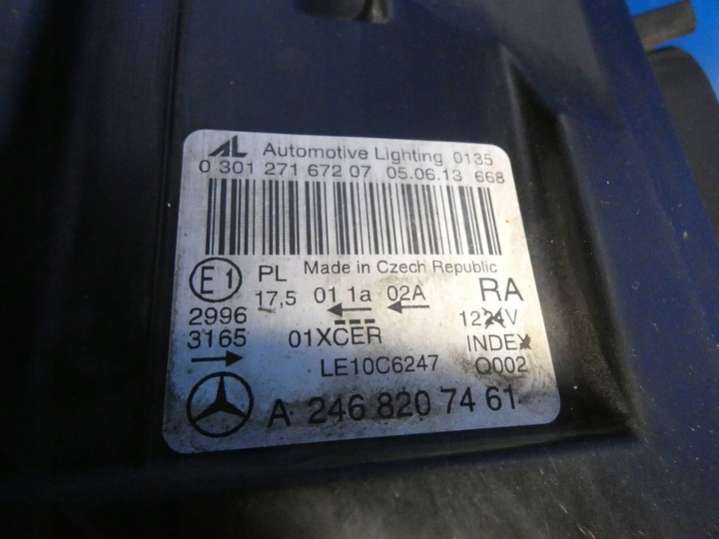 AL Automotive Lighting 0135
0 301 271 672 07 05.06.13 668
Made in Czech Republic
E1 PL 17,5 01 1a 02A RA
2996 1224V
3165 01XCER INDEX
LE10C6247 Q002
A 246 820 74 61